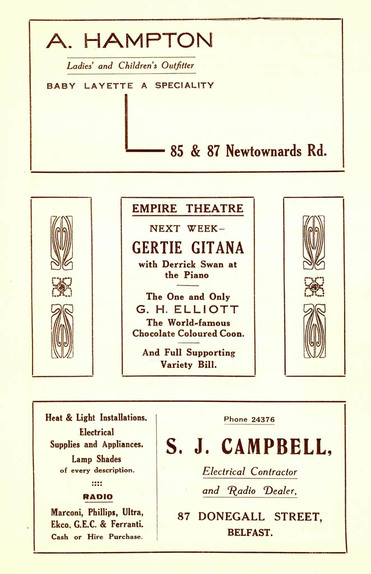 A. HAMPTON
Ladies' and Children's Outfitter
BABY LAYETTE A SPECIALITY
85 & 87 Newtownards Rd.
EMPIRE THEATRE
NEXT WEEK–
GERTIE GITANA
with Derrick Swan at
the Piano
The One and Only
G. H. ELLIOTT
The World-famous
Chocolate Coloured Coon.
And Full Supporting
Variety Bill.
Heat & Light Installations.
Electrical
Supplies and Appliances.
Lamp Shades
of every description.
::::
RADIO
Marconi, Phillips, Ultra,
Ekco, G.E.C. & Ferranti.
Cash or Hire Purchase.
Phone 24376
S. J. CAMPBELL,
Electrical Contractor
and Radio Dealer,
87 DONEGALL STREET,
BELFAST.